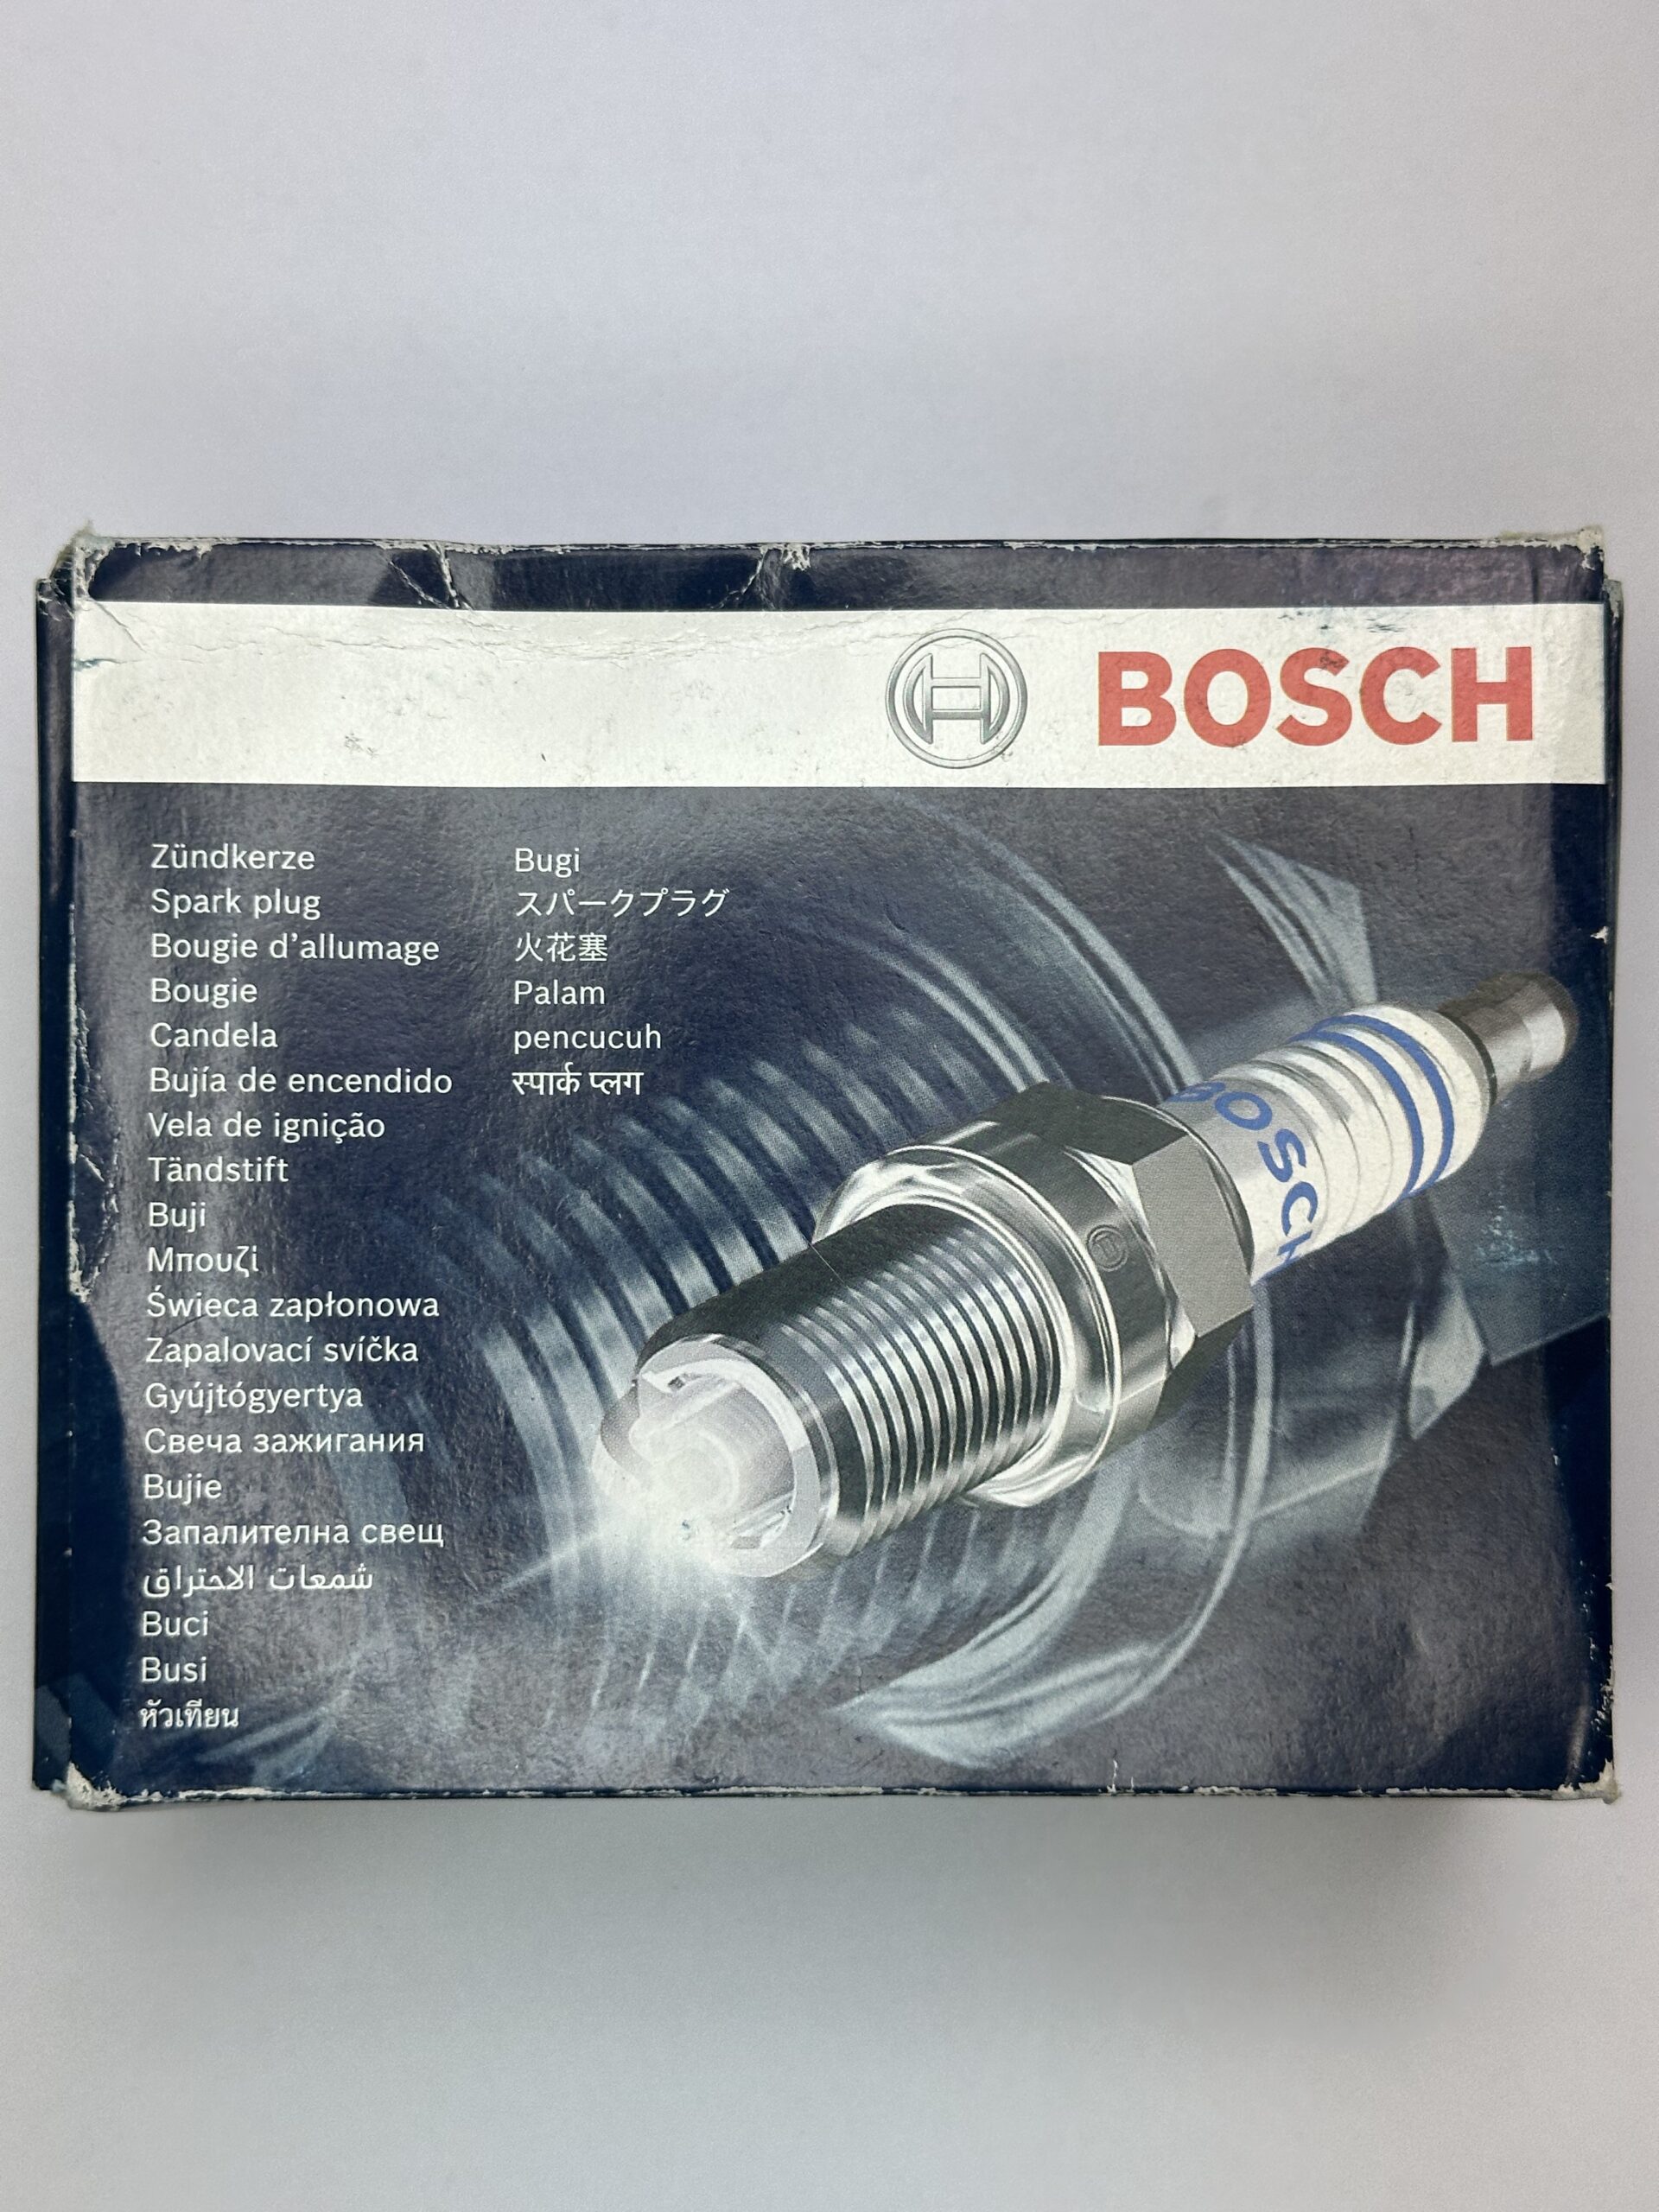 BOSCH
Zündkerze
Spark plug
Bougie d'allumage
Bougie
Candela
Bujía de encendido
Vela de ignição
Tändstift
Buji
Μπουζί
Świeca zapłonowa
Zapalovací svíčka
Gyújtógyertya
Свеча зажигания
Bujie
Запалителна свещ
شمعات الاحتراق
Buci
Busi
หัวเทียน
Bugi
スパークプラグ
火花塞
Palam
pencucuh
स्पार्क प्लग
BOSCH